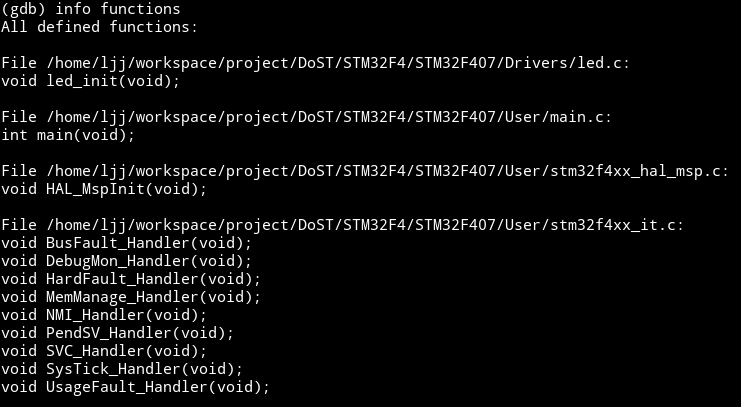 (gdb) info functions
All defined functions:
File /home/ljj/workspace/project/DoST/STM32F4/STM32F407/Drivers/led.c:
void led_init(void);
File /home/ljj/workspace/project/DoST/STM32F4/STM32F407/User/main.c:
int main(void);
File /home/ljj/workspace/project/DoST/STM32F4/STM32F407/User/stm32f4xx_hal_msp.c:
void HAL_MspInit(void);
File /home/ljj/workspace/project/DoST/STM32F4/STM32F407/User/stm32f4xx_it.c:
void BusFault_Handler(void);
void DebugMon_Handler(void);
void HardFault_Handler(void);
void MemManage_Handler(void);
void NMI_Handler(void);
void PendSV_Handler(void);
void SVC_Handler(void);
void SysTick_Handler(void);
void UsageFault_Handler(void);